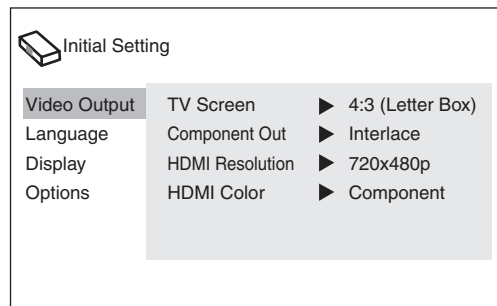 Initial Setting
Video Output TV Screen ▶ 4:3 (Letter Box)
Language Component Out ▶ Interlace
Display HDMI Resolution ▶ 720x480p
Options HDMI Color ▶ Component